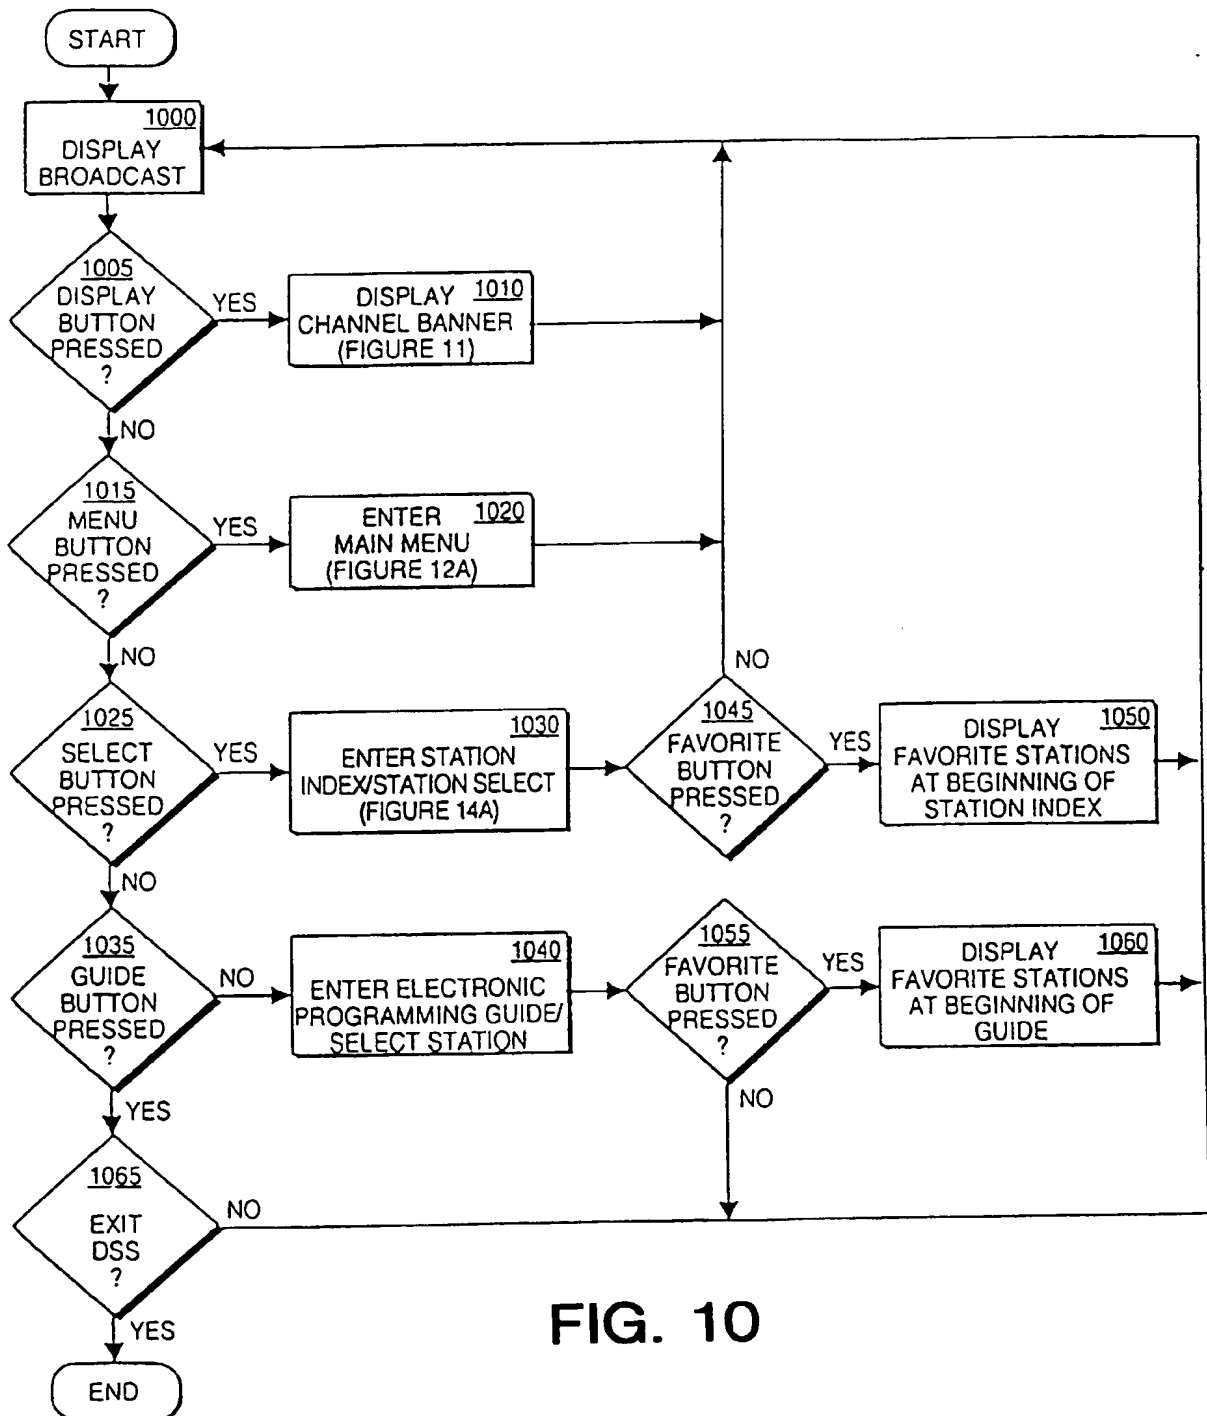 START
1000
DISPLAY
BROADCAST
1005
DISPLAY
BUTTON
PRESSED
?
YES
DISPLAY 1010
CHANNEL BANNER
(FIGURE 11)
NO
1015
MENU
BUTTON
PRESSED
?
YES
ENTER 1020
MAIN MENU
(FIGURE 12A)
NO
1025
SELECT
BUTTON
PRESSED
?
YES
1030
ENTER STATION
INDEX/STATION SELECT
(FIGURE 14A)
NO
1045
FAVORITE
BUTTON
PRESSED
?
YES
DISPLAY 1050
FAVORITE STATIONS
AT BEGINNING OF
STATION INDEX
NO
1035
GUIDE
BUTTON
PRESSED
?
NO
1040
ENTER ELECTRONIC
PROGRAMMING GUIDE/
SELECT STATION
1055
FAVORITE
BUTTON
PRESSED
?
YES
DISPLAY 1060
FAVORITE STATIONS
AT BEGINNING OF
GUIDE
NO
YES
1065
EXIT
DSS
?
NO
YES
END
FIG. 10